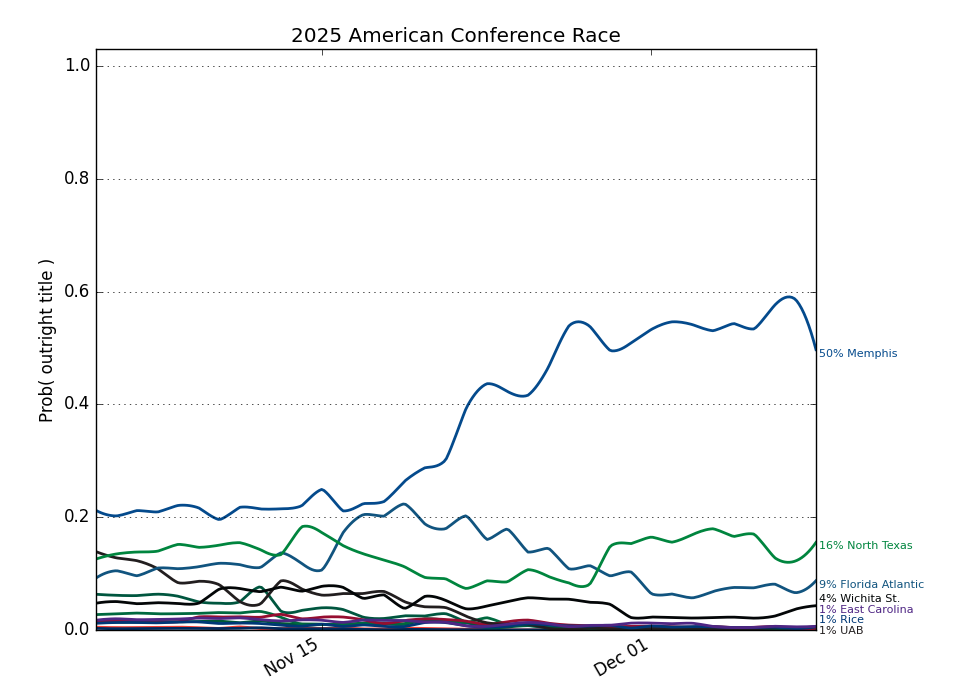 2025 American Conference Race
1.0
0.8
0.6
0.4
0.2
0.0
Prob( outright title )
Nov 15
Dec 01
50% Memphis
16% North Texas
9% Florida Atlantic
4% Wichita St.
1% East Carolina
1% Rice
1% UAB